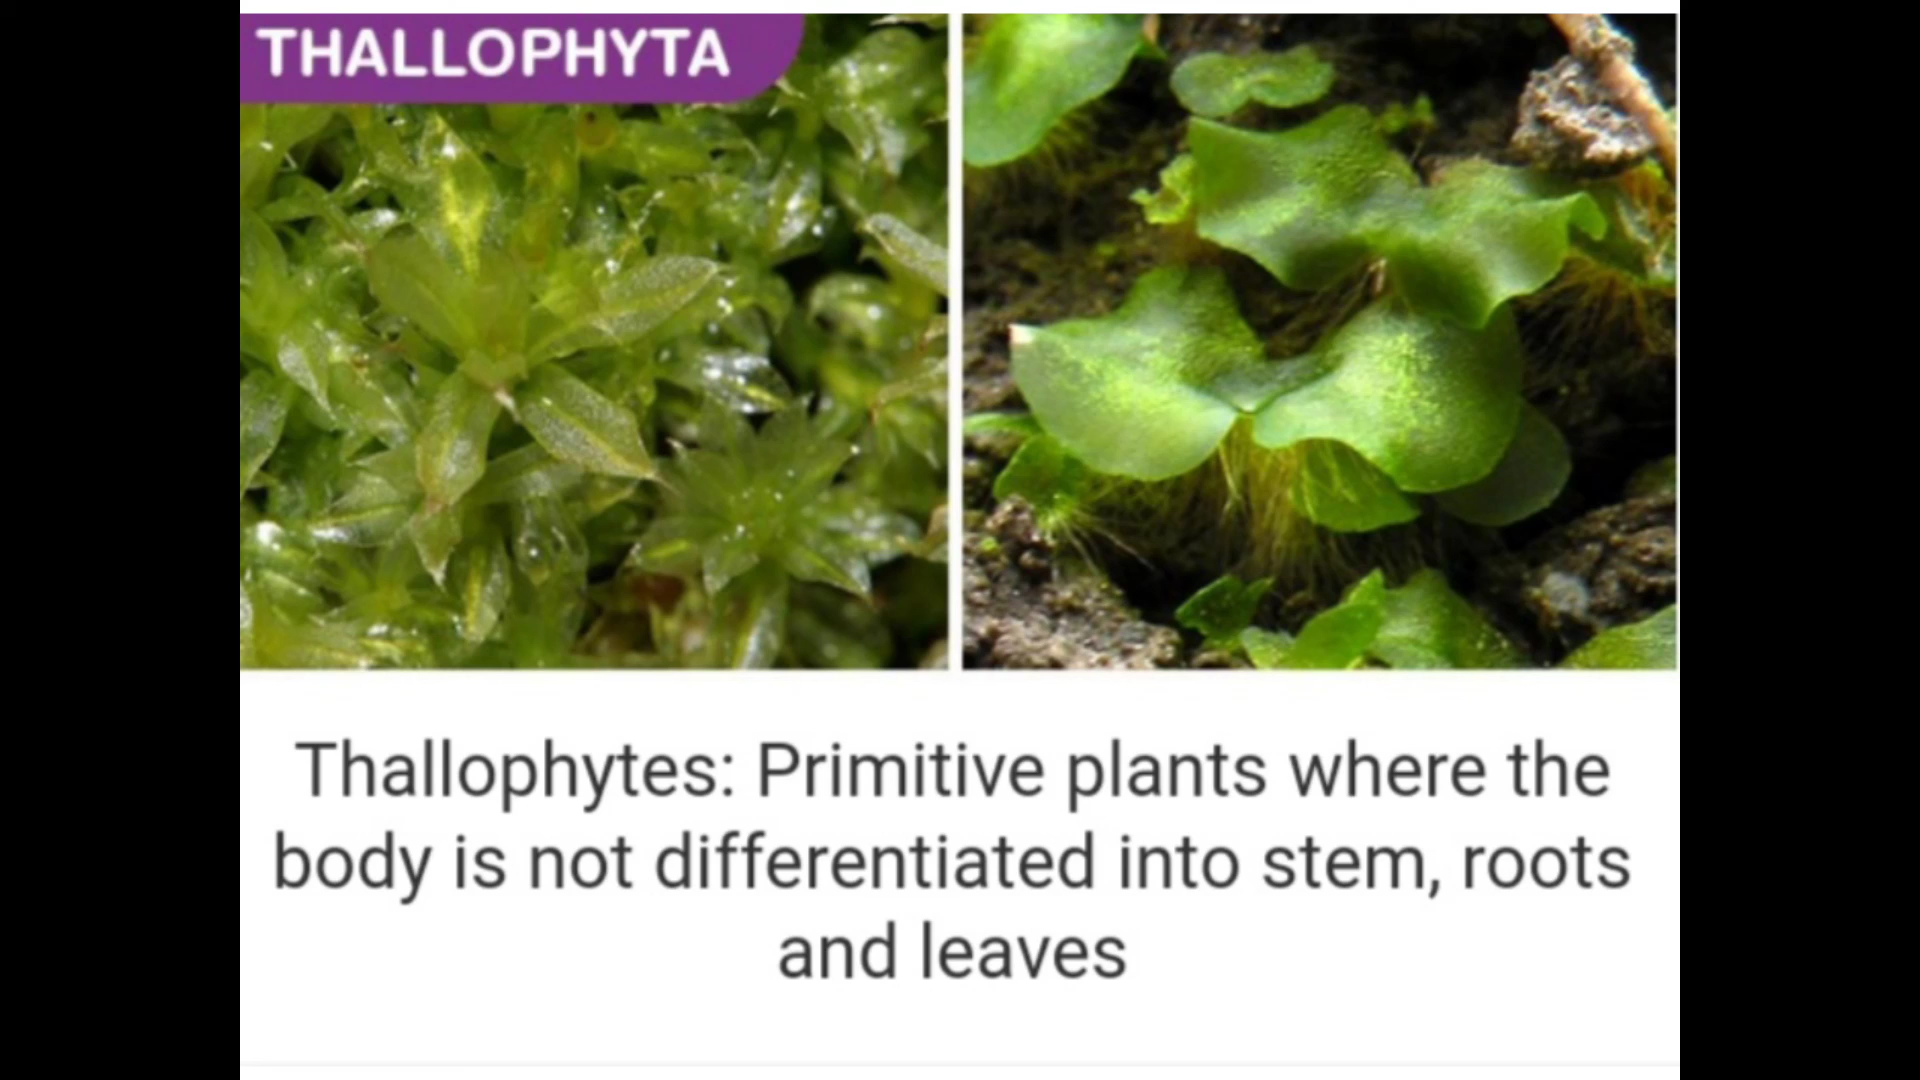 THALLOPHYTA
Thallophytes: Primitive plants where the
body is not differentiated into stem, roots
and leaves